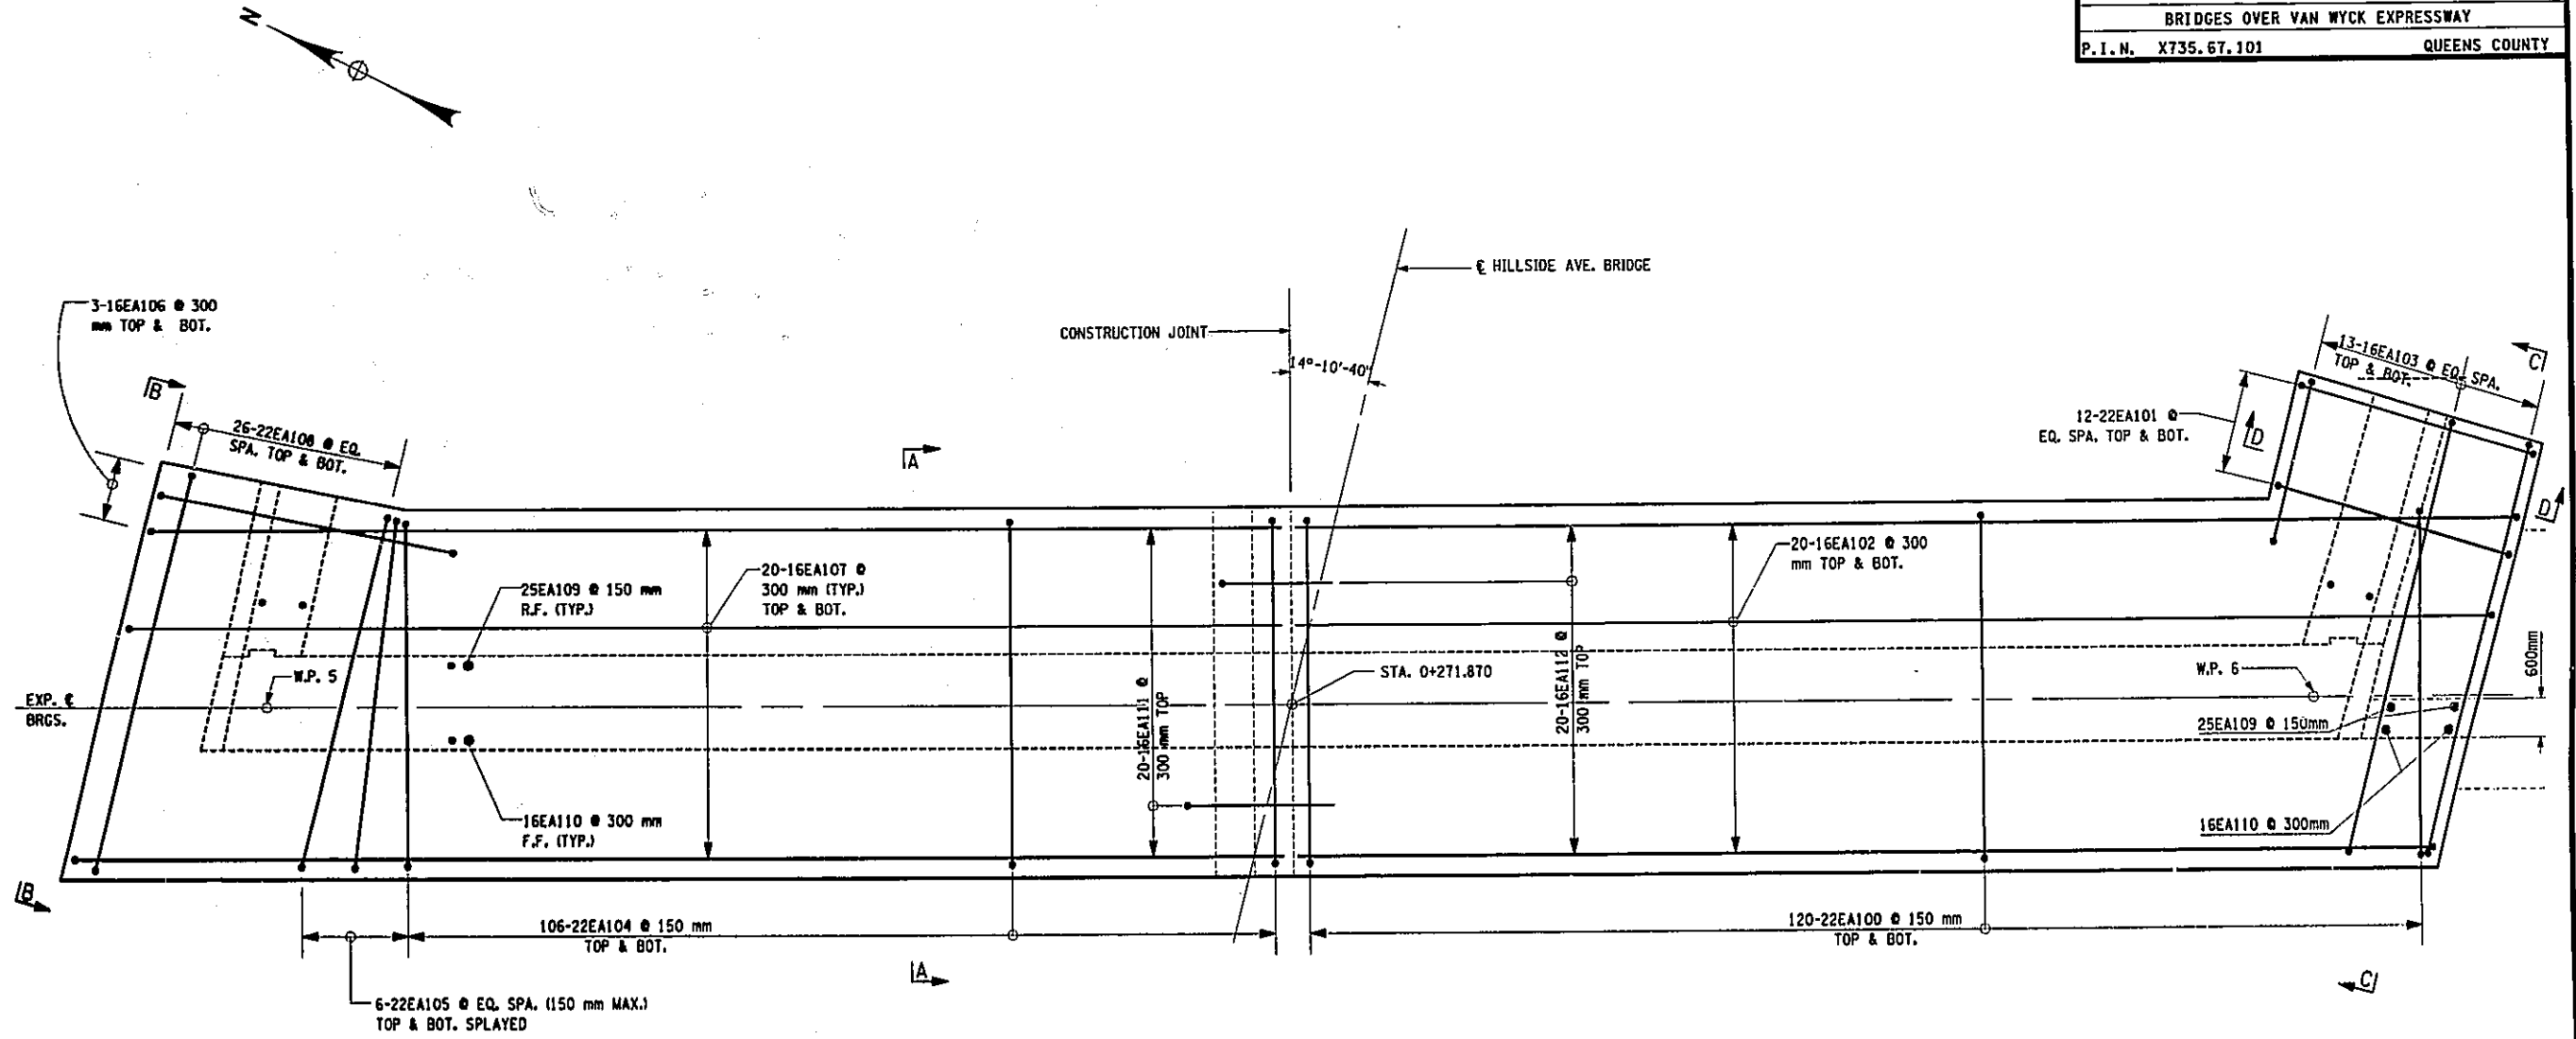 BRIDGES OVER VAN WYCK EXPRESSWAY
P.I.N. X735.67.101 QUEENS COUNTY
N
℄ HILLSIDE AVE. BRIDGE
3-16EA106 @ 300
mm TOP & BOT.
CONSTRUCTION JOINT
14°-10'-40"
13-16EA103 @ EQ. SPA.
TOP & BOT.
C
B
26-22EA108 @ EQ.
SPA. TOP & BOT.
12-22EA101 @
EQ. SPA. TOP & BOT.
D
A
D
20-16EA107 @
300 mm (TYP.)
TOP & BOT.
25EA109 @ 150 mm
R.F. (TYP.)
20-16EA102 @ 300
mm TOP & BOT.
W.P. 5
EXP. ℄
BRGS.
20-16EA111 @
300 mm TOP
STA. 0+271.870
20-16EA112 @
300 mm TOP
W.P. 6
600mm
25EA109 @ 150mm
16EA110 @ 300 mm
F.F. (TYP.)
16EA110 @ 300mm
B
106-22EA104 @ 150 mm
TOP & BOT.
120-22EA100 @ 150 mm
TOP & BOT.
A
C
6-22EA105 @ EQ. SPA. (150 mm MAX.)
TOP & BOT. SPLAYED